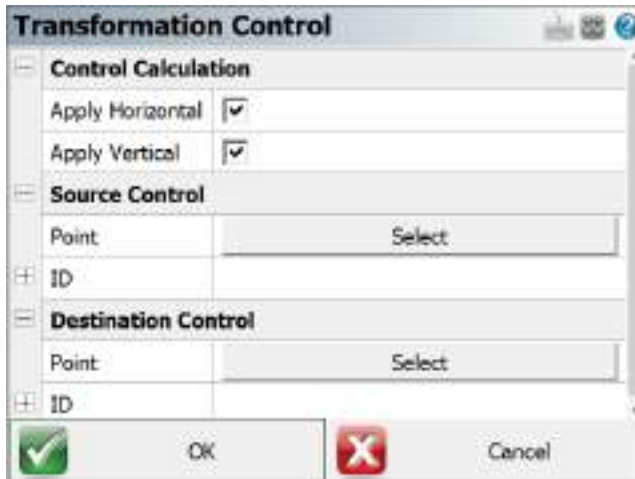 Transformation Control
Control Calculation
Apply Horizontal
Apply Vertical
Source Control
Point Select
ID
Destination Control
Point Select
ID
OK Cancel